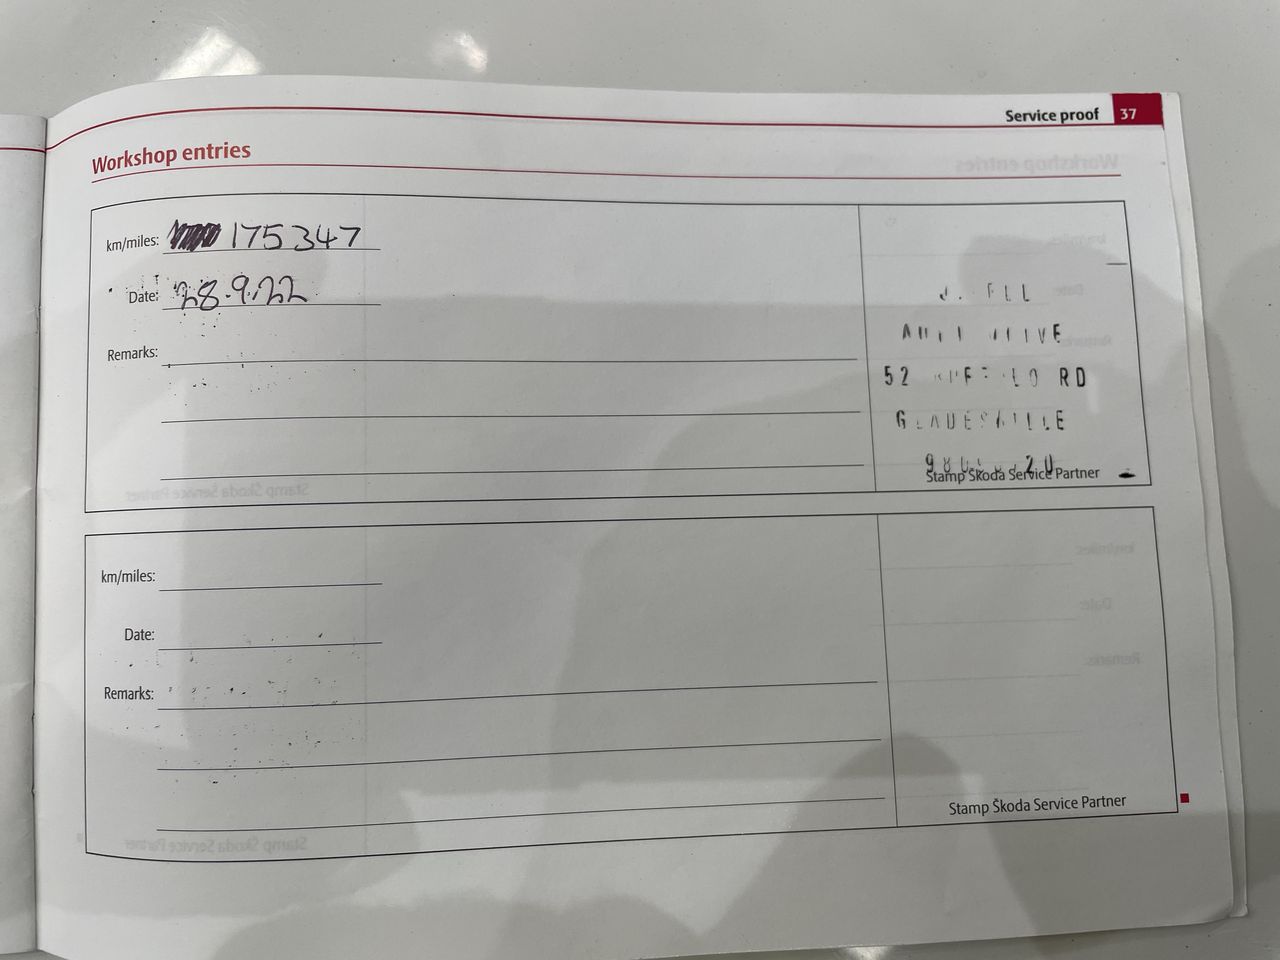 Service proof 37
Workshop entries
km/miles: 175347
Date: 28.9.22
Remarks:
52 RD
GLADESVILLE
Stamp Škoda Service Partner
km/miles:
Date:
Remarks:
Stamp Škoda Service Partner